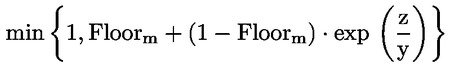 min { 1, Floor_m + (1 − Floor_m) · exp ( z/y ) }